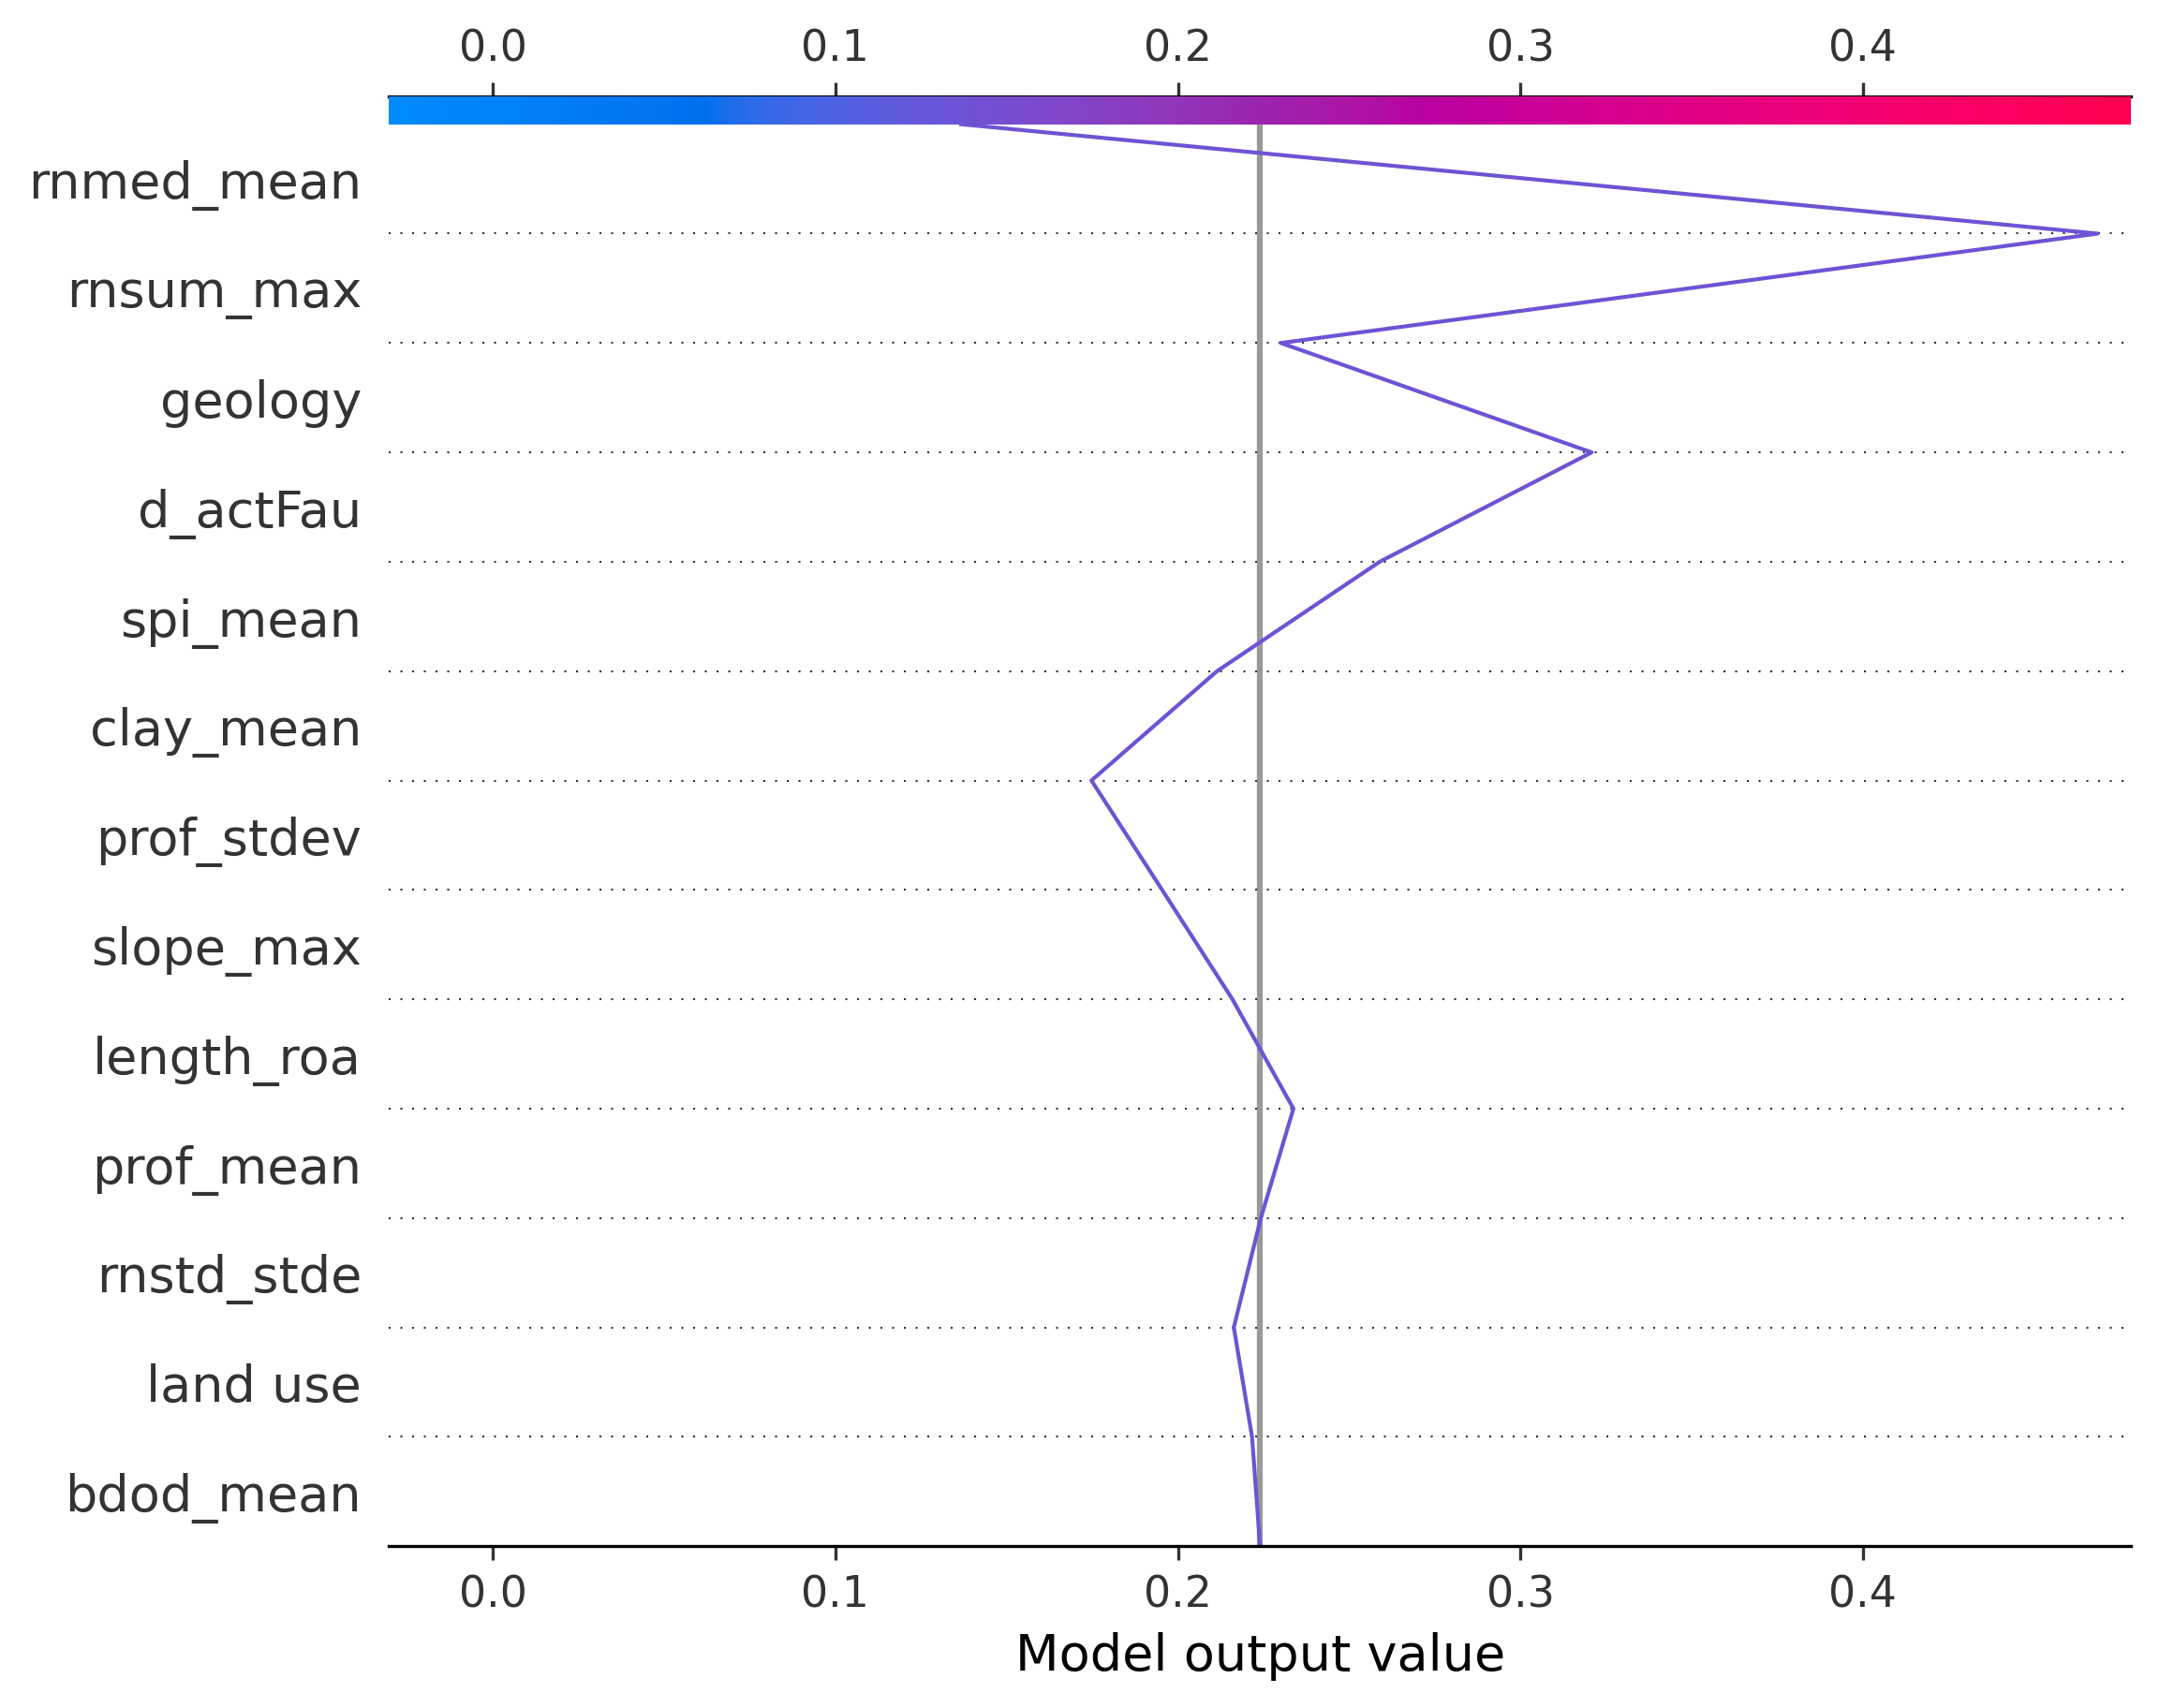 0.0 0.1 0.2 0.3 0.4
rnmed_mean
rnsum_max
geology
d_actFau
spi_mean
clay_mean
prof_stdev
slope_max
length_roa
prof_mean
rnstd_stde
land use
bdod_mean
0.0 0.1 0.2 0.3 0.4
Model output value